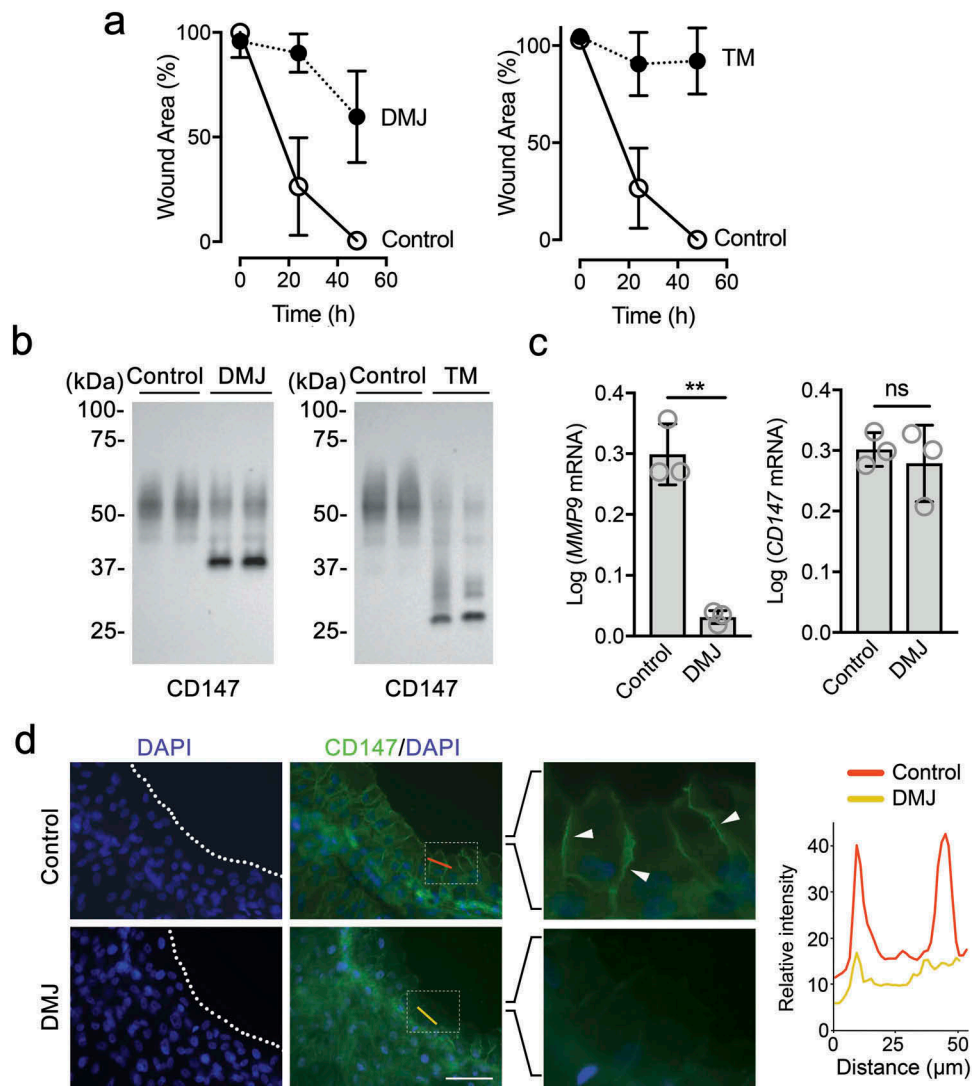 a
Wound Area (%)
100
50
0
DMJ
Control
0 20 40 60
Time (h)
Wound Area (%)
100
50
0
TM
Control
0 20 40 60
Time (h)
b
(kDa) Control DMJ
100-
75-
50-
37-
25-
CD147
(kDa) Control TM
100-
75-
50-
37-
25-
CD147
c
Log (MMP9 mRNA)
0.4
0.3
0.2
0.1
0.0
**
Control DMJ
Log (CD147 mRNA)
0.4
0.3
0.2
0.1
0.0
ns
Control DMJ
d
DAPI
CD147/DAPI
Control
DMJ
Control
DMJ
Relative intensity
40
30
20
10
0
0 25 50
Distance (µm)